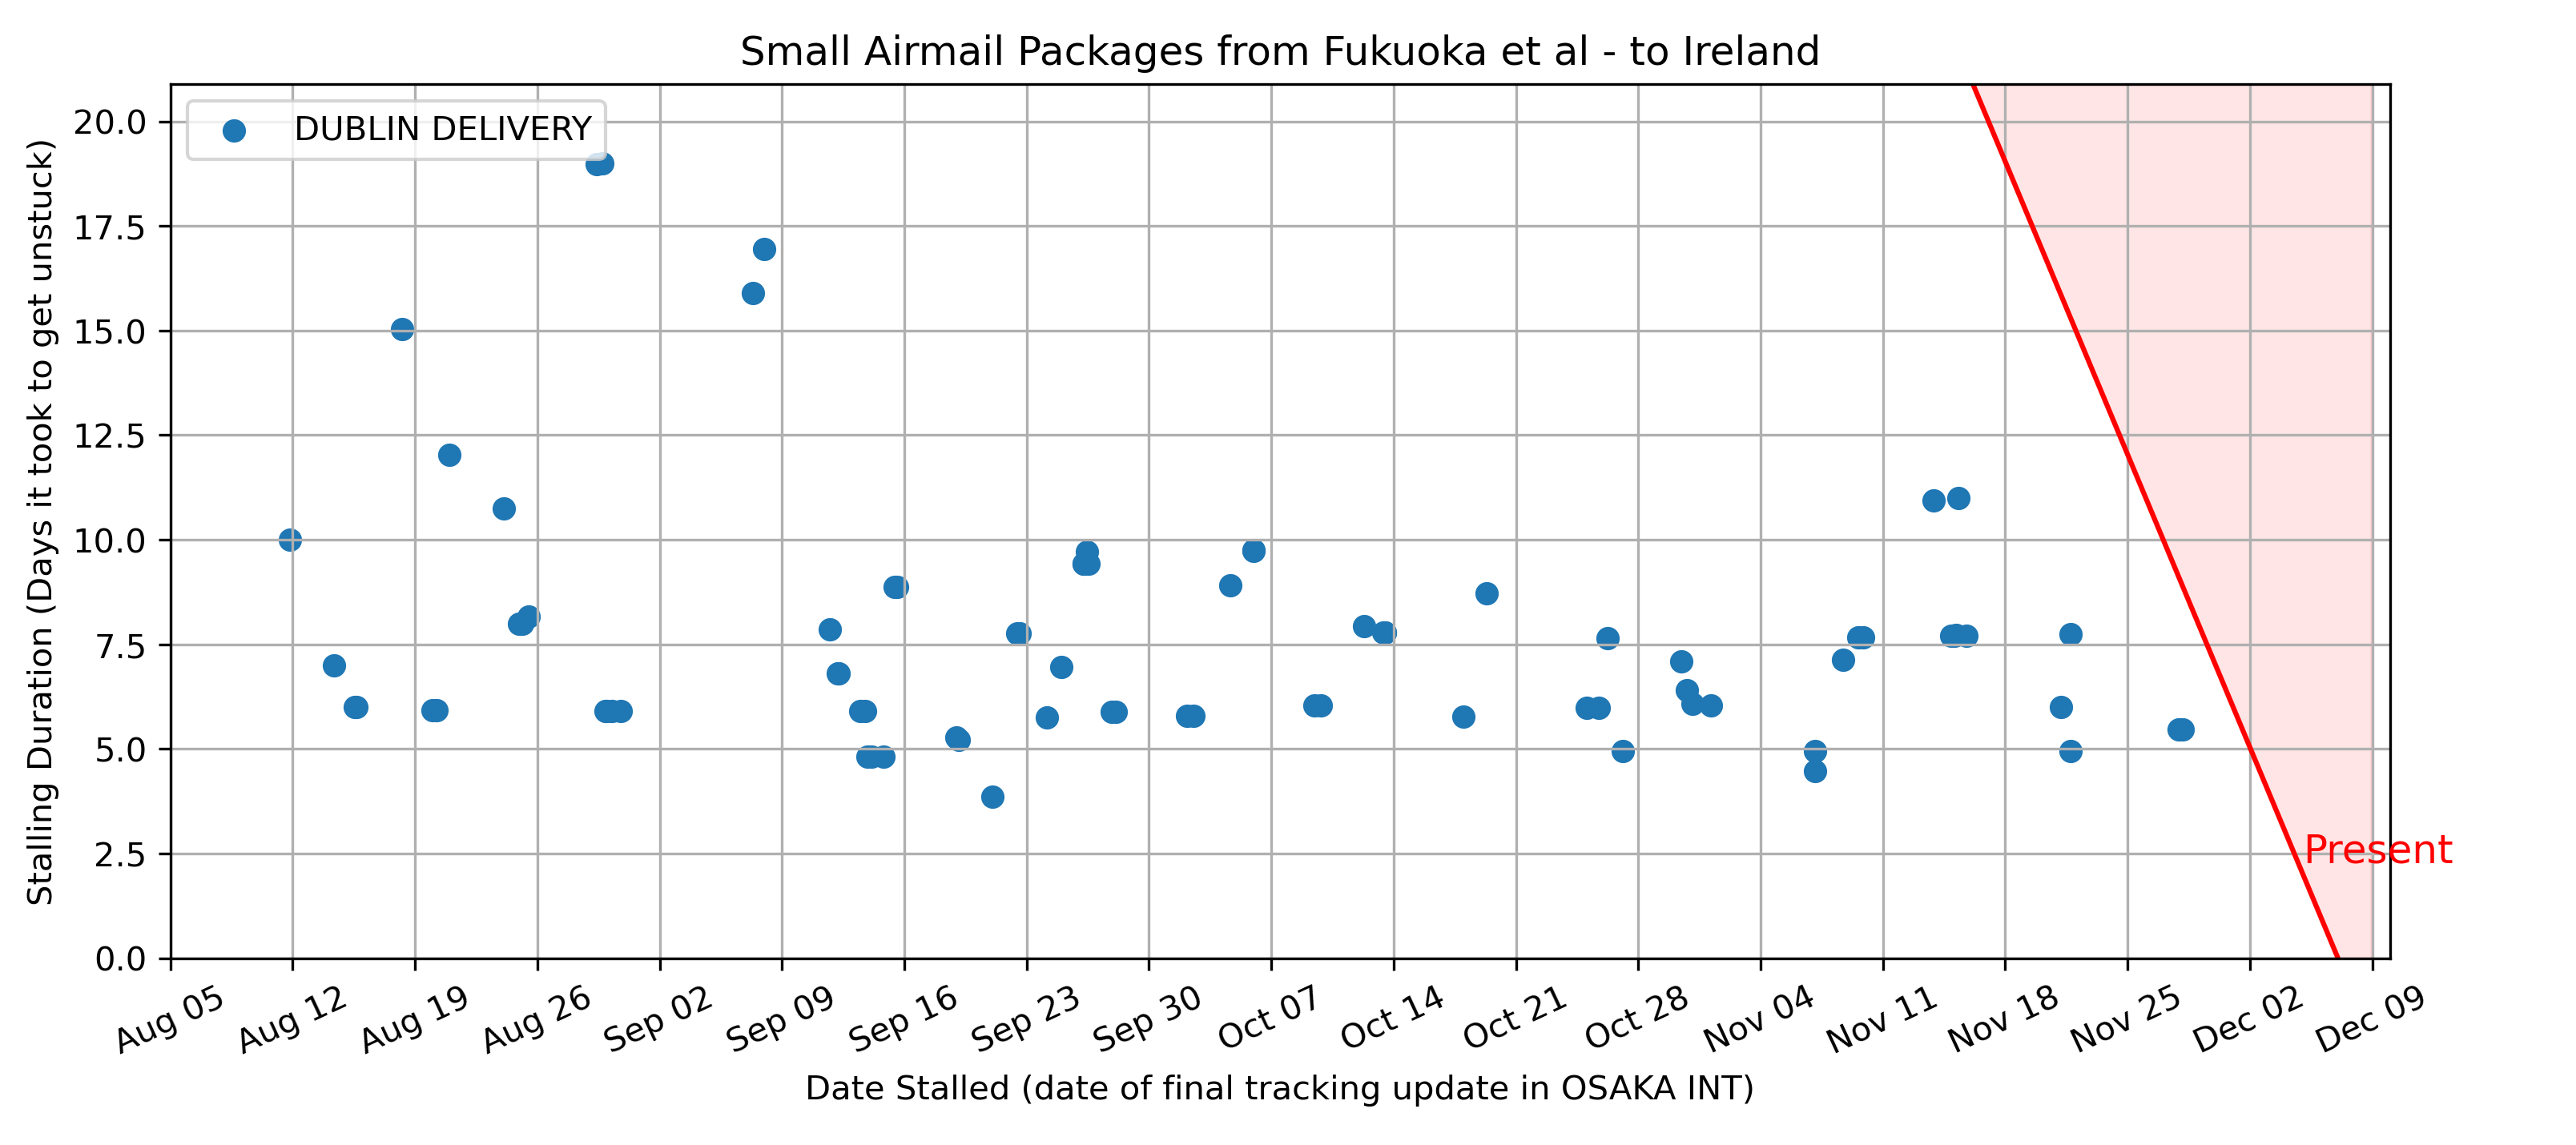 Small Airmail Packages from Fukuoka et al - to Ireland
DUBLIN DELIVERY
Stalling Duration (Days it took to get unstuck)
20.0
17.5
15.0
12.5
10.0
7.5
5.0
2.5
0.0
Present
Aug 05
Aug 12
Aug 19
Aug 26
Sep 02
Sep 09
Sep 16
Sep 23
Sep 30
Oct 07
Oct 14
Oct 21
Oct 28
Nov 04
Nov 11
Nov 18
Nov 25
Dec 02
Dec 09
Date Stalled (date of final tracking update in OSAKA INT)